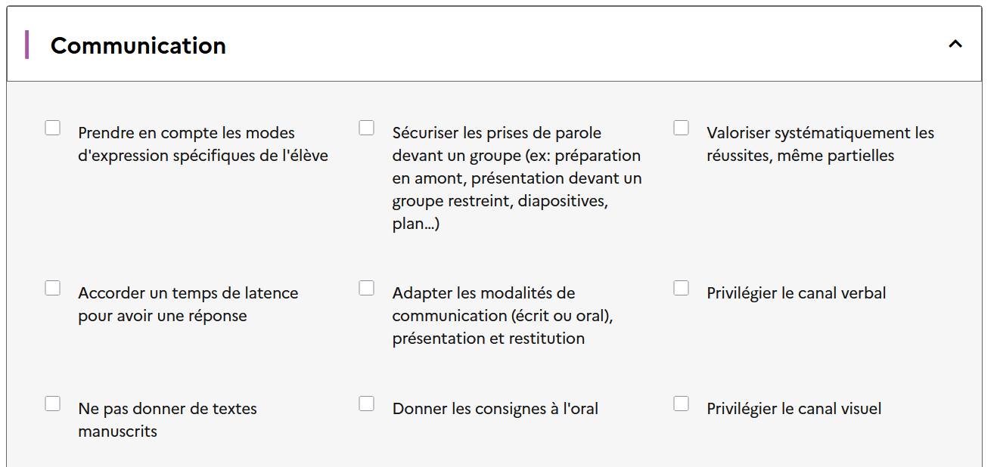 Communication
Prendre en compte les modes
d'expression spécifiques de l'élève
Sécuriser les prises de parole
devant un groupe (ex: préparation
en amont, présentation devant un
groupe restreint, diapositives,
plan...)
Valoriser systématiquement les
réussites, même partielles
Accorder un temps de latence
pour avoir une réponse
Adapter les modalités de
communication (écrit ou oral),
présentation et restitution
Privilégier le canal verbal
Ne pas donner de textes
manuscrits
Donner les consignes à l'oral
Privilégier le canal visuel